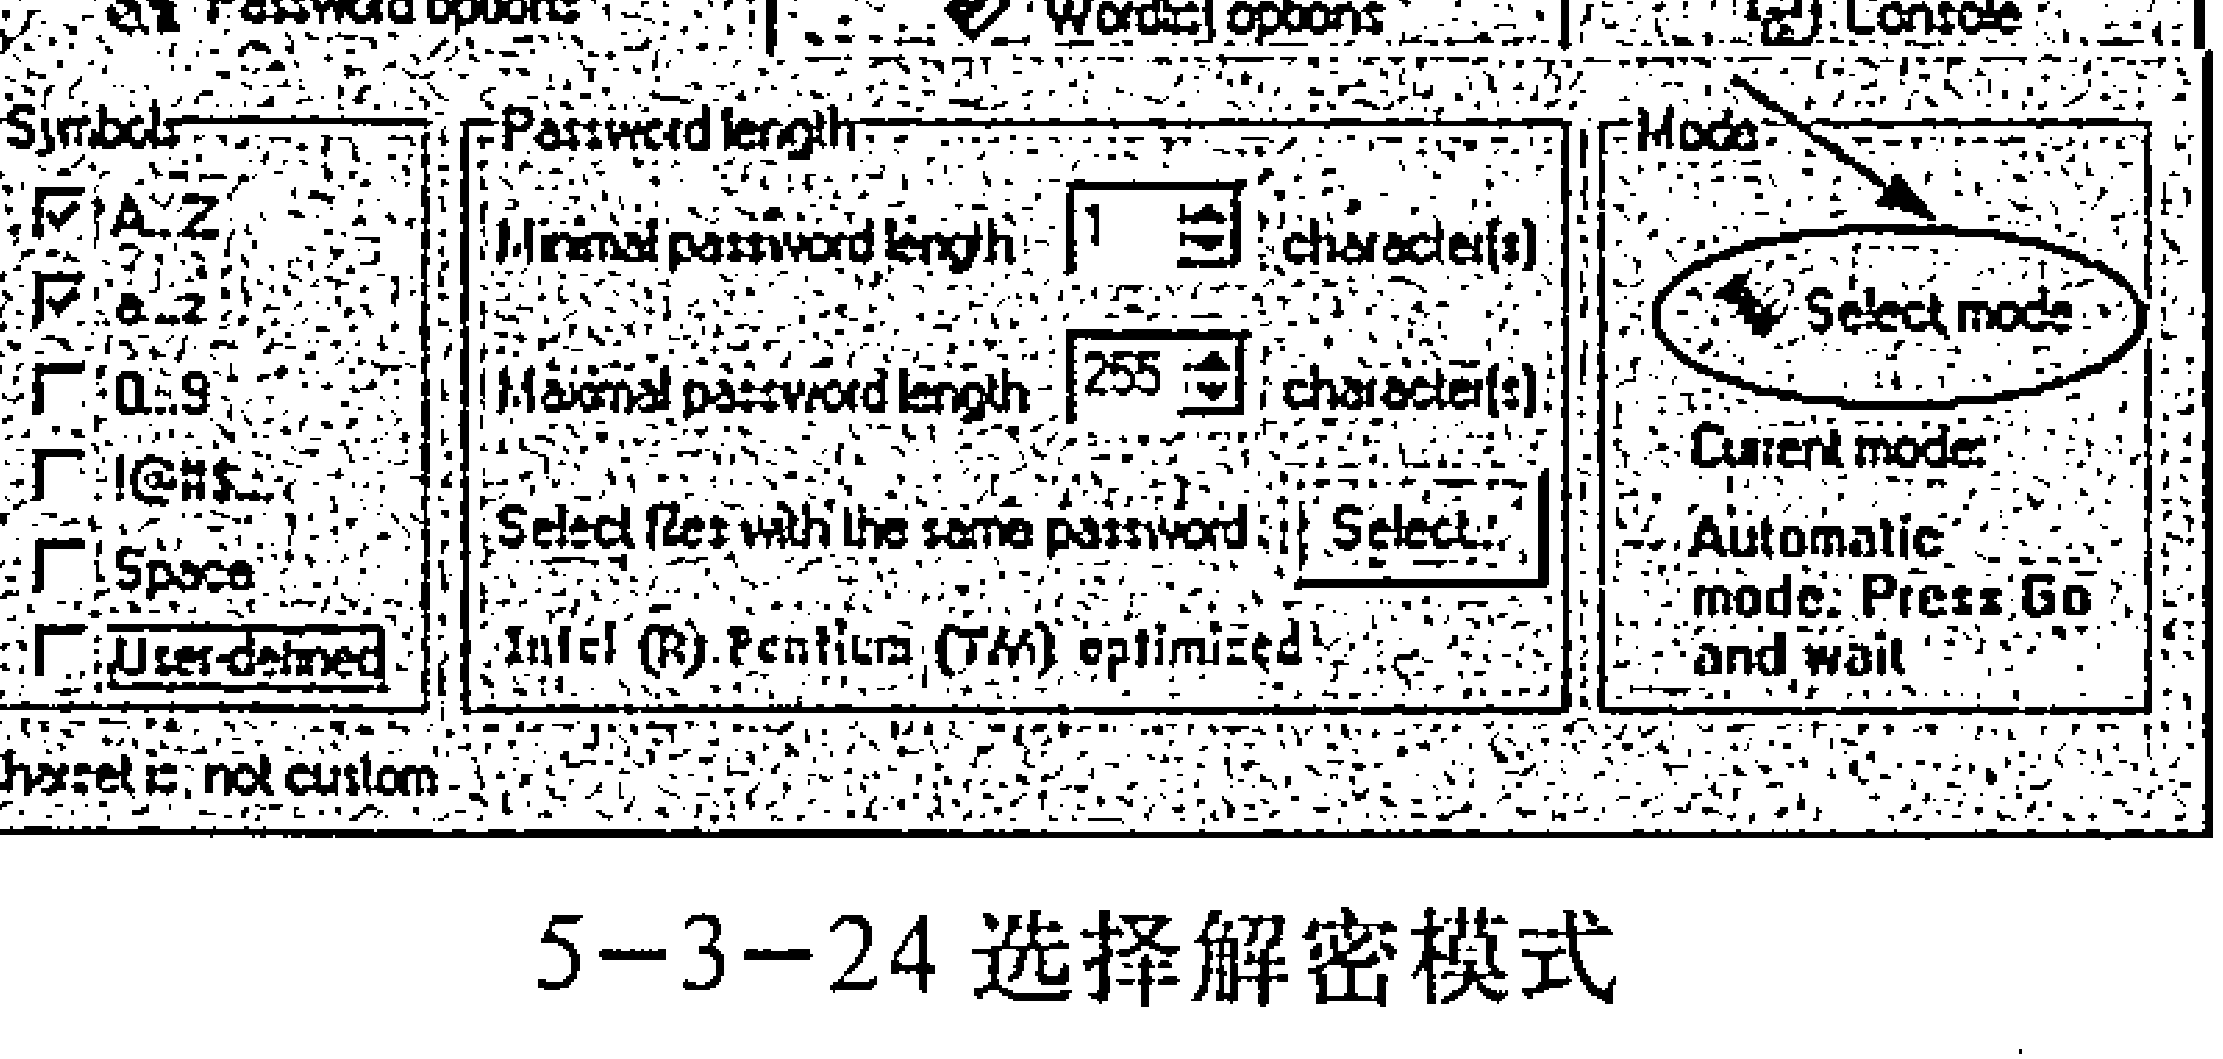 Password options
Wordlist options
Console
Symbols
A...Z
a...z
0...9
!@#$...
Space
User-defined
Password length
Minimal password length 1 character(s)
Maximal password length 255 character(s)
Select files with the same password Select...
Intel (R) Pentium (TM) optimized
Mode
Select mode
Current mode:
Automatic
mode. Press Go
and wait
is not custom
5-3-24 选择解密模式